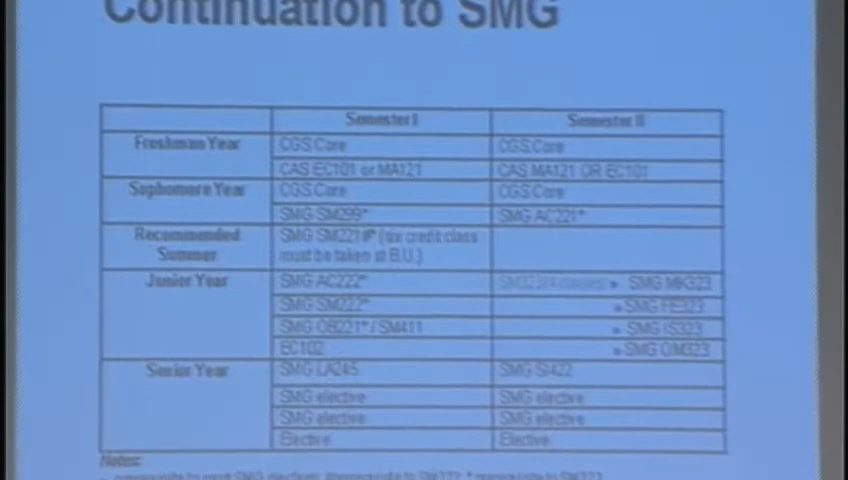 Continuation to SMG
Semester I Semester II
Freshman Year CGS Core CGS Core
CAS EC101 or MA121 CAS MA121 OR EC101
Sophomore Year CGS Core CGS Core
SMG SM299* SMG AC221*
Recommended SMG SM221#* (six credit class
Summer must be taken at B.U.)
Junior Year SMG AC222* SM323 » SMG MK323
SMG SM222* » SMG FE323
SMG OB221* / SM411 » SMG IS323
EC102 » SMG OM323
Senior Year SMG LA245 SMG SI422
SMG elective SMG elective
SMG elective SMG elective
Elective Elective
Notes: